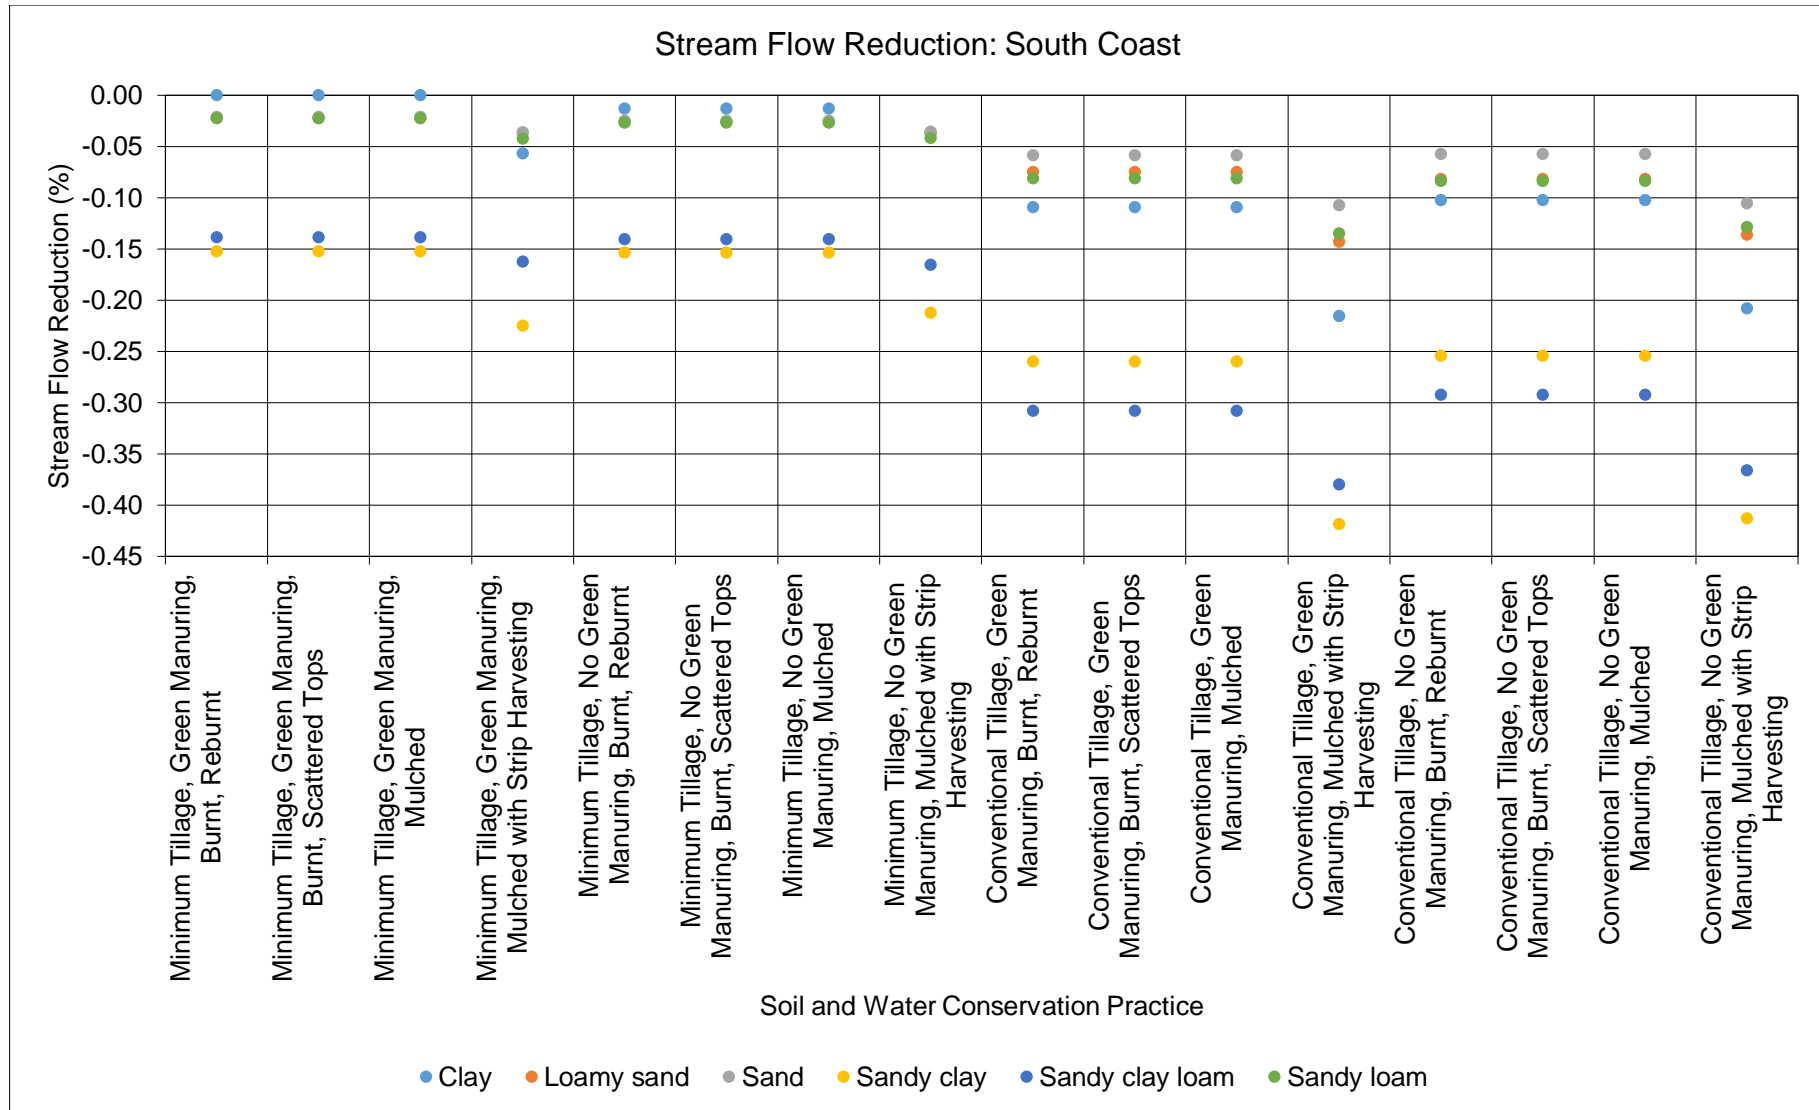 Stream Flow Reduction: South Coast
Stream Flow Reduction (%)
0.00
-0.05
-0.10
-0.15
-0.20
-0.25
-0.30
-0.35
-0.40
-0.45
Minimum Tillage, Green Manuring,
Burnt, Reburnt
Minimum Tillage, Green Manuring,
Burnt, Scattered Tops
Minimum Tillage, Green Manuring,
Mulched
Minimum Tillage, Green Manuring,
Mulched with Strip Harvesting
Minimum Tillage, No Green
Manuring, Burnt, Reburnt
Minimum Tillage, No Green
Manuring, Burnt, Scattered Tops
Minimum Tillage, No Green
Manuring, Mulched
Minimum Tillage, No Green
Manuring, Mulched with Strip
Harvesting
Conventional Tillage, Green
Manuring, Burnt, Reburnt
Conventional Tillage, Green
Manuring, Burnt, Scattered Tops
Conventional Tillage, Green
Manuring, Mulched
Conventional Tillage, Green
Manuring, Mulched with Strip
Harvesting
Conventional Tillage, No Green
Manuring, Burnt, Reburnt
Conventional Tillage, No Green
Manuring, Burnt, Scattered Tops
Conventional Tillage, No Green
Manuring, Mulched
Conventional Tillage, No Green
Manuring, Mulched with Strip
Harvesting
Soil and Water Conservation Practice
Clay
Loamy sand
Sand
Sandy clay
Sandy clay loam
Sandy loam